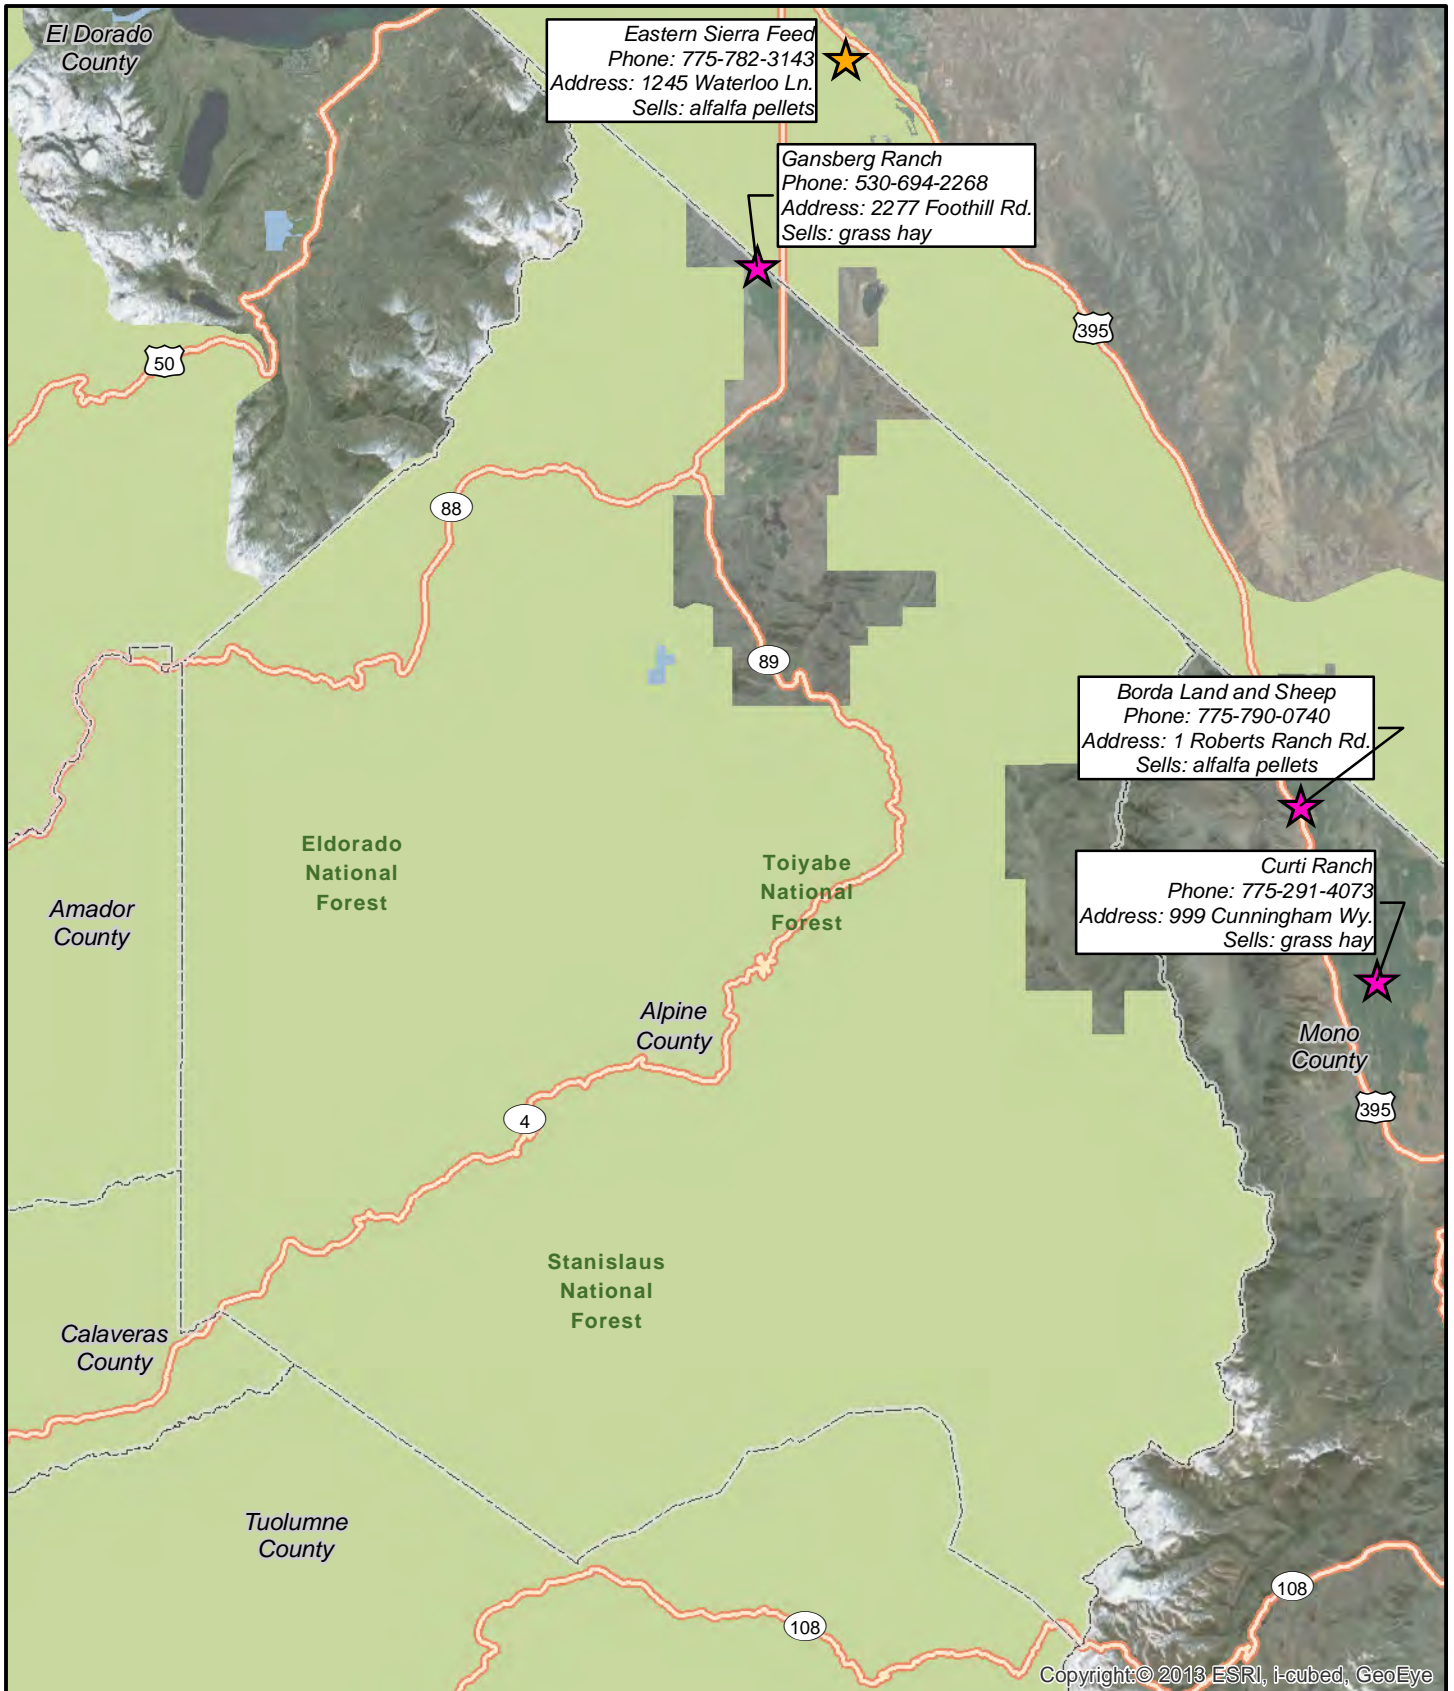 El Dorado
County
Eastern Sierra Feed
Phone: 775-782-3143
Address: 1245 Waterloo Ln.
Sells: alfalfa pellets
Gansberg Ranch
Phone: 530-694-2268
Address: 2277 Foothill Rd.
Sells: grass hay
395
50
88
89
Borda Land and Sheep
Phone: 775-790-0740
Address: 1 Roberts Ranch Rd.
Sells: alfalfa pellets
Eldorado
National
Forest
Toiyabe
National
Forest
Curti Ranch
Phone: 775-291-4073
Address: 999 Cunningham Wy.
Sells: grass hay
Amador
County
Alpine
County
Mono
County
395
4
Stanislaus
National
Forest
Calaveras
County
Tuolumne
County
108
108
Copyright:© 2013 ESRI, i-cubed, GeoEye